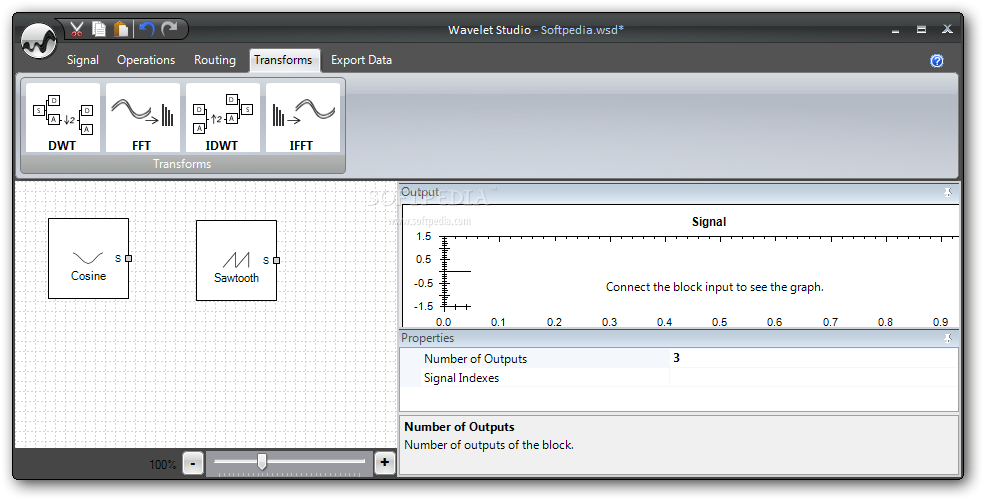 Wavelet Studio - Softpedia.wsd*
Signal Operations Routing Transforms Export Data
S D A D A 2
D A D A S 2
DWT FFT IDWT IFFT
Transforms
SOFTPEDIA
www.softpedia.com
S
Cosine
S
Sawtooth
Output
Signal
1.5
0.5
-0.5
-1.5
Connect the block input to see the graph.
0.0 0.1 0.2 0.3 0.4 0.5 0.6 0.7 0.8 0.9
Properties
Number of Outputs 3
Signal Indexes
Number of Outputs
Number of outputs of the block.
100% - +